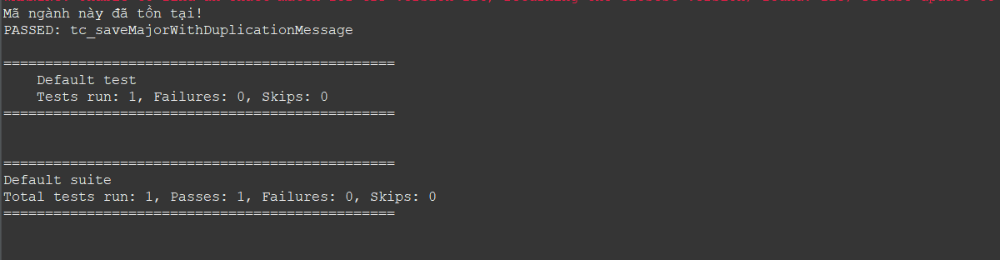 Mã ngành này đã tồn tại!
PASSED: tc_saveMajorWithDuplicationMessage
===============================================
Default test
Tests run: 1, Failures: 0, Skips: 0
===============================================
===============================================
Default suite
Total tests run: 1, Passes: 1, Failures: 0, Skips: 0
===============================================